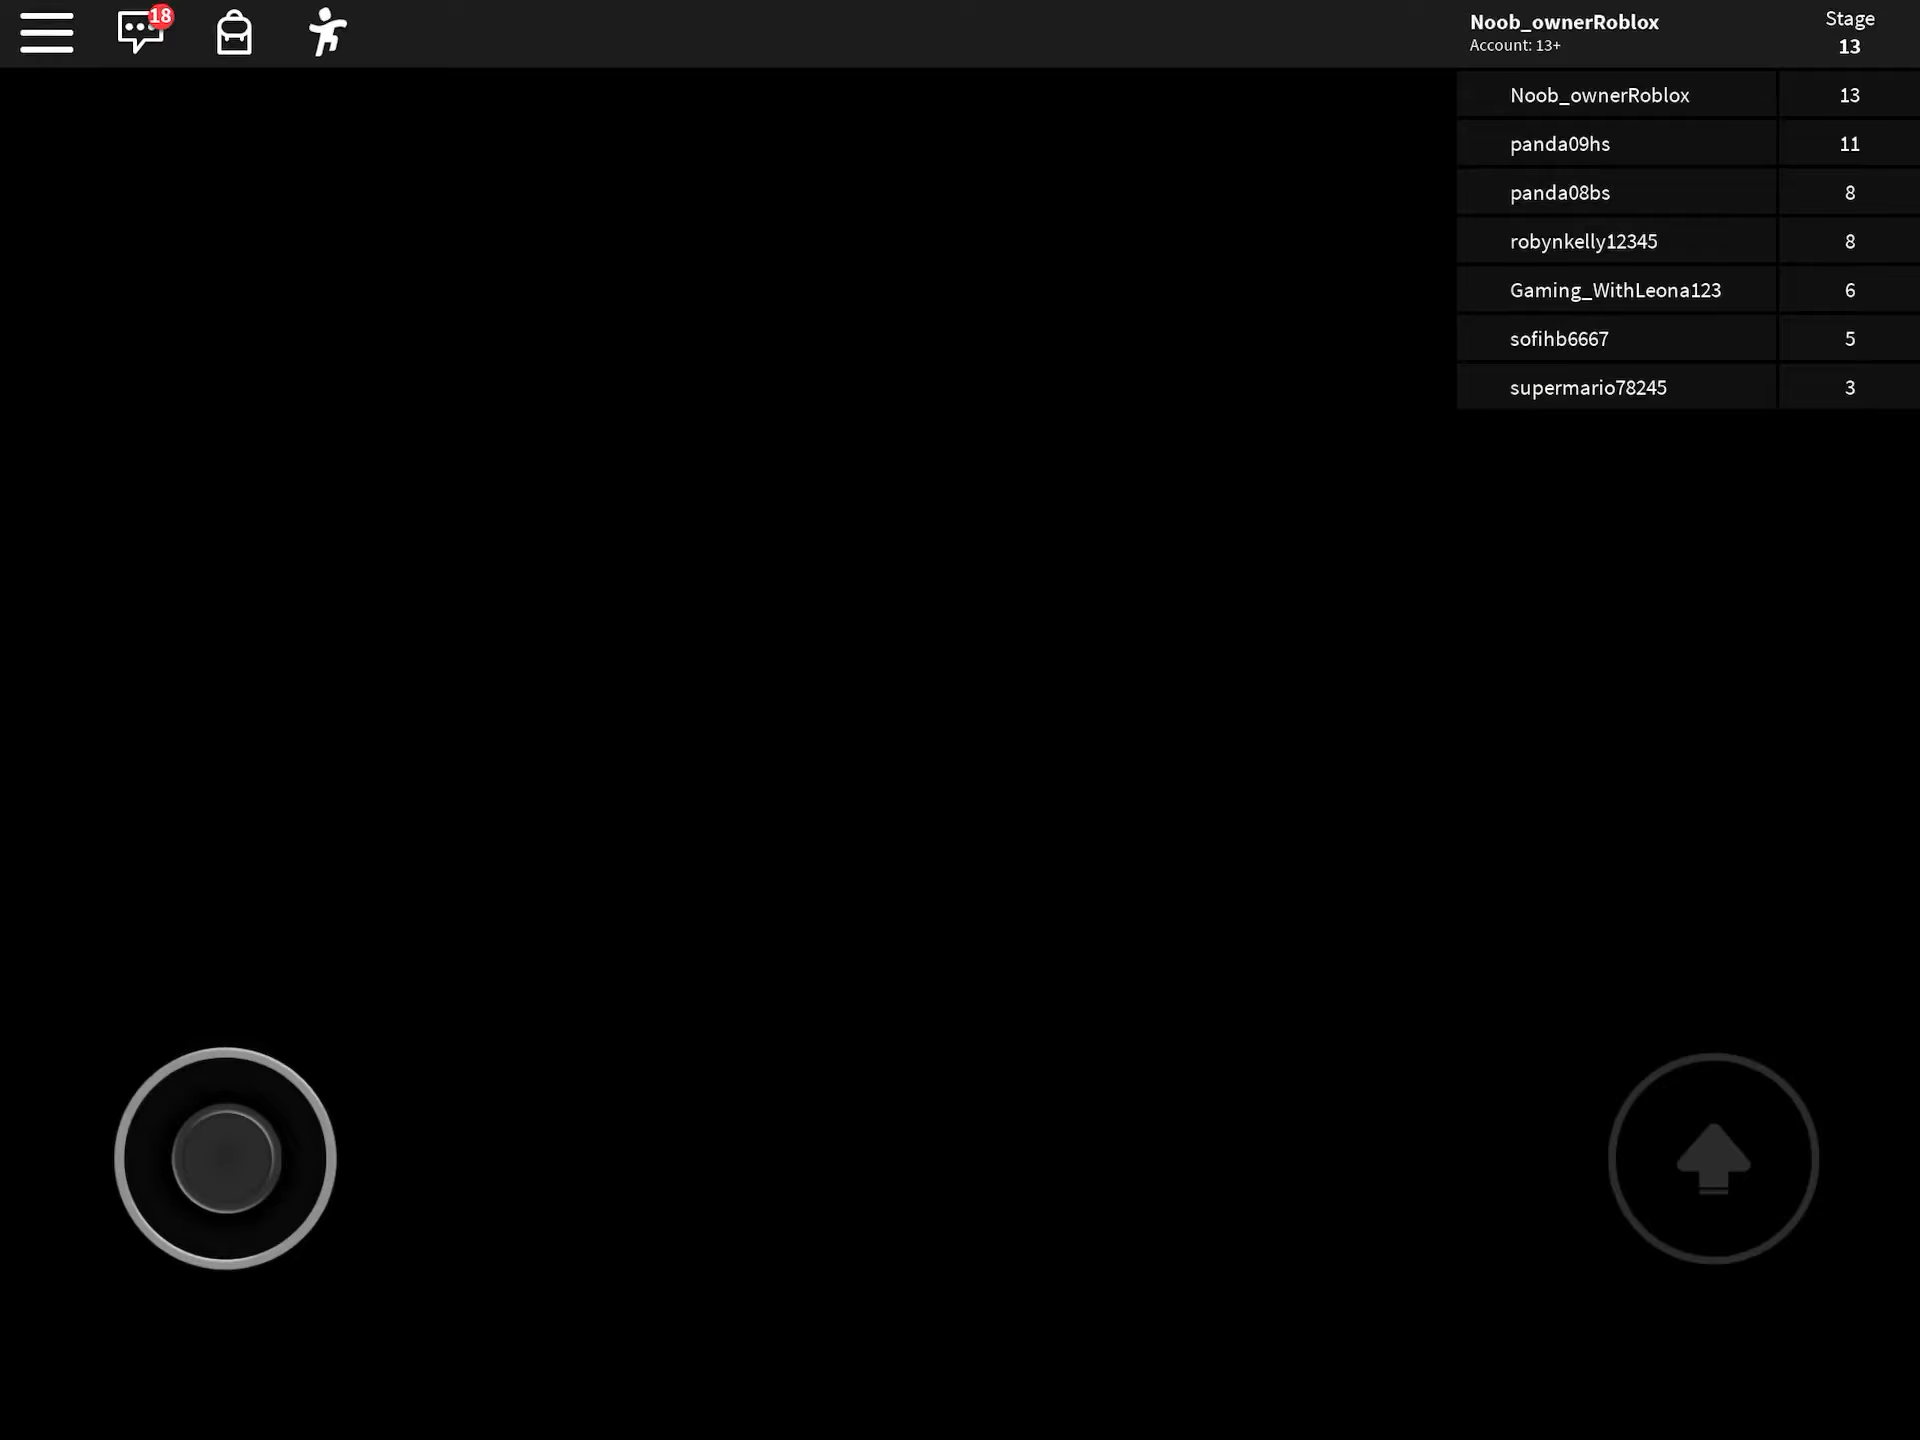 18
Noob_ownerRoblox
Account: 13+
Stage
13
Noob_ownerRoblox 13
panda09hs 11
panda08bs 8
robynkelly12345 8
Gaming_WithLeona123 6
sofihb6667 5
supermario78245 3